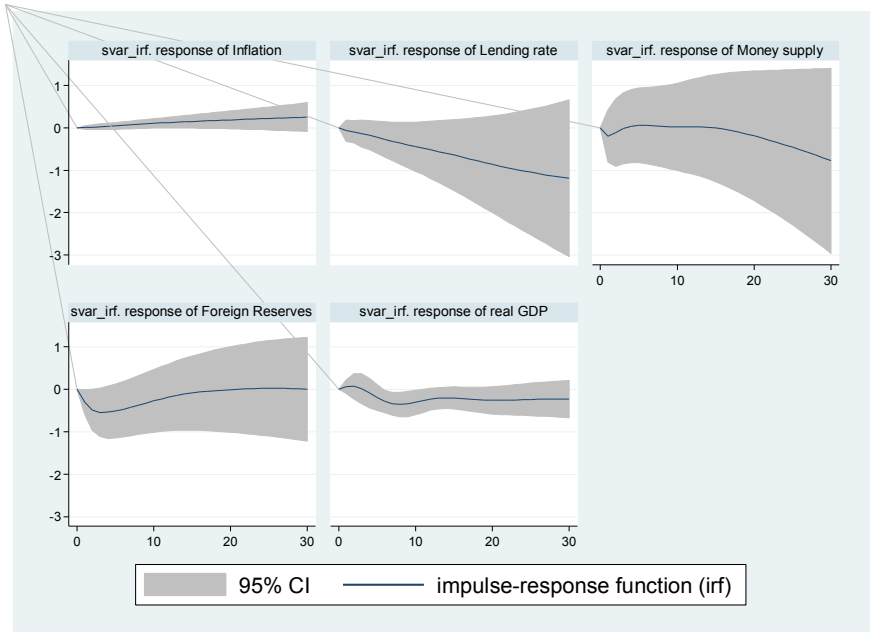 svar_irf. response of Inflation
svar_irf. response of Lending rate
svar_irf. response of Money supply
1
0
-1
-2
-3
0 10 20 30
svar_irf. response of Foreign Reserves
svar_irf. response of real GDP
1
0
-1
-2
-3
0 10 20 30
0 10 20 30
95% CI
impulse-response function (irf)